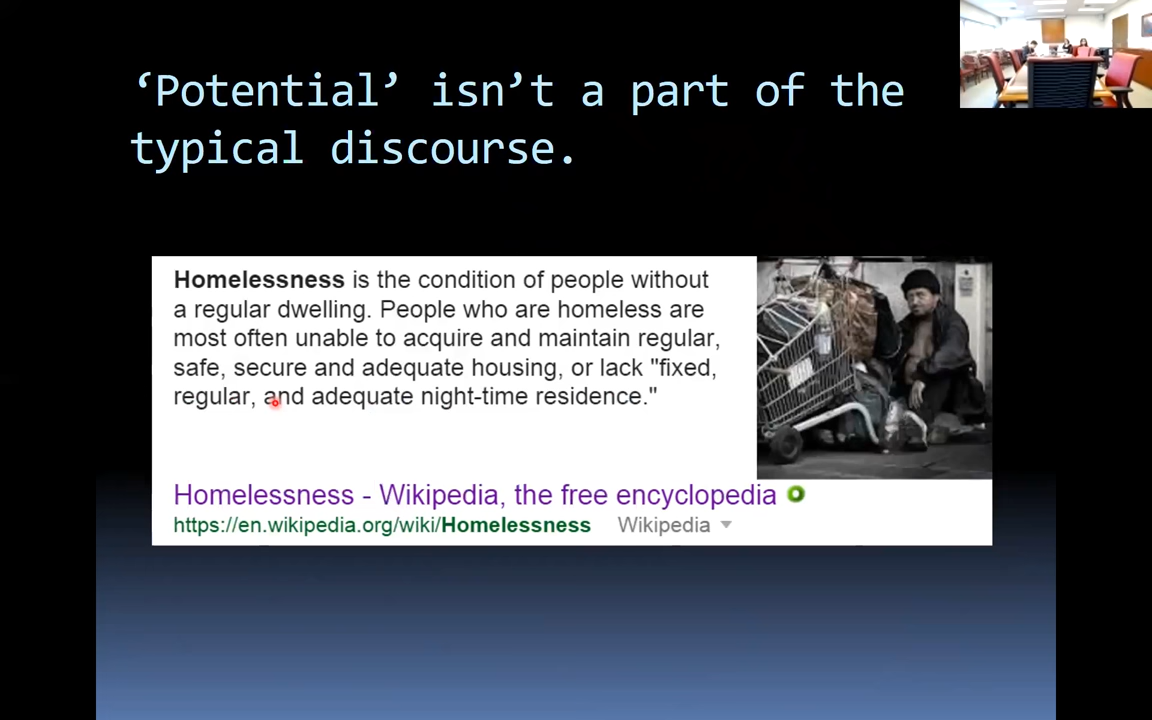 ‘Potential’ isn’t a part of the
typical discourse.
Homelessness is the condition of people without
a regular dwelling. People who are homeless are
most often unable to acquire and maintain regular,
safe, secure and adequate housing, or lack "fixed,
regular, and adequate night-time residence."
Homelessness - Wikipedia, the free encyclopedia
https://en.wikipedia.org/wiki/Homelessness Wikipedia